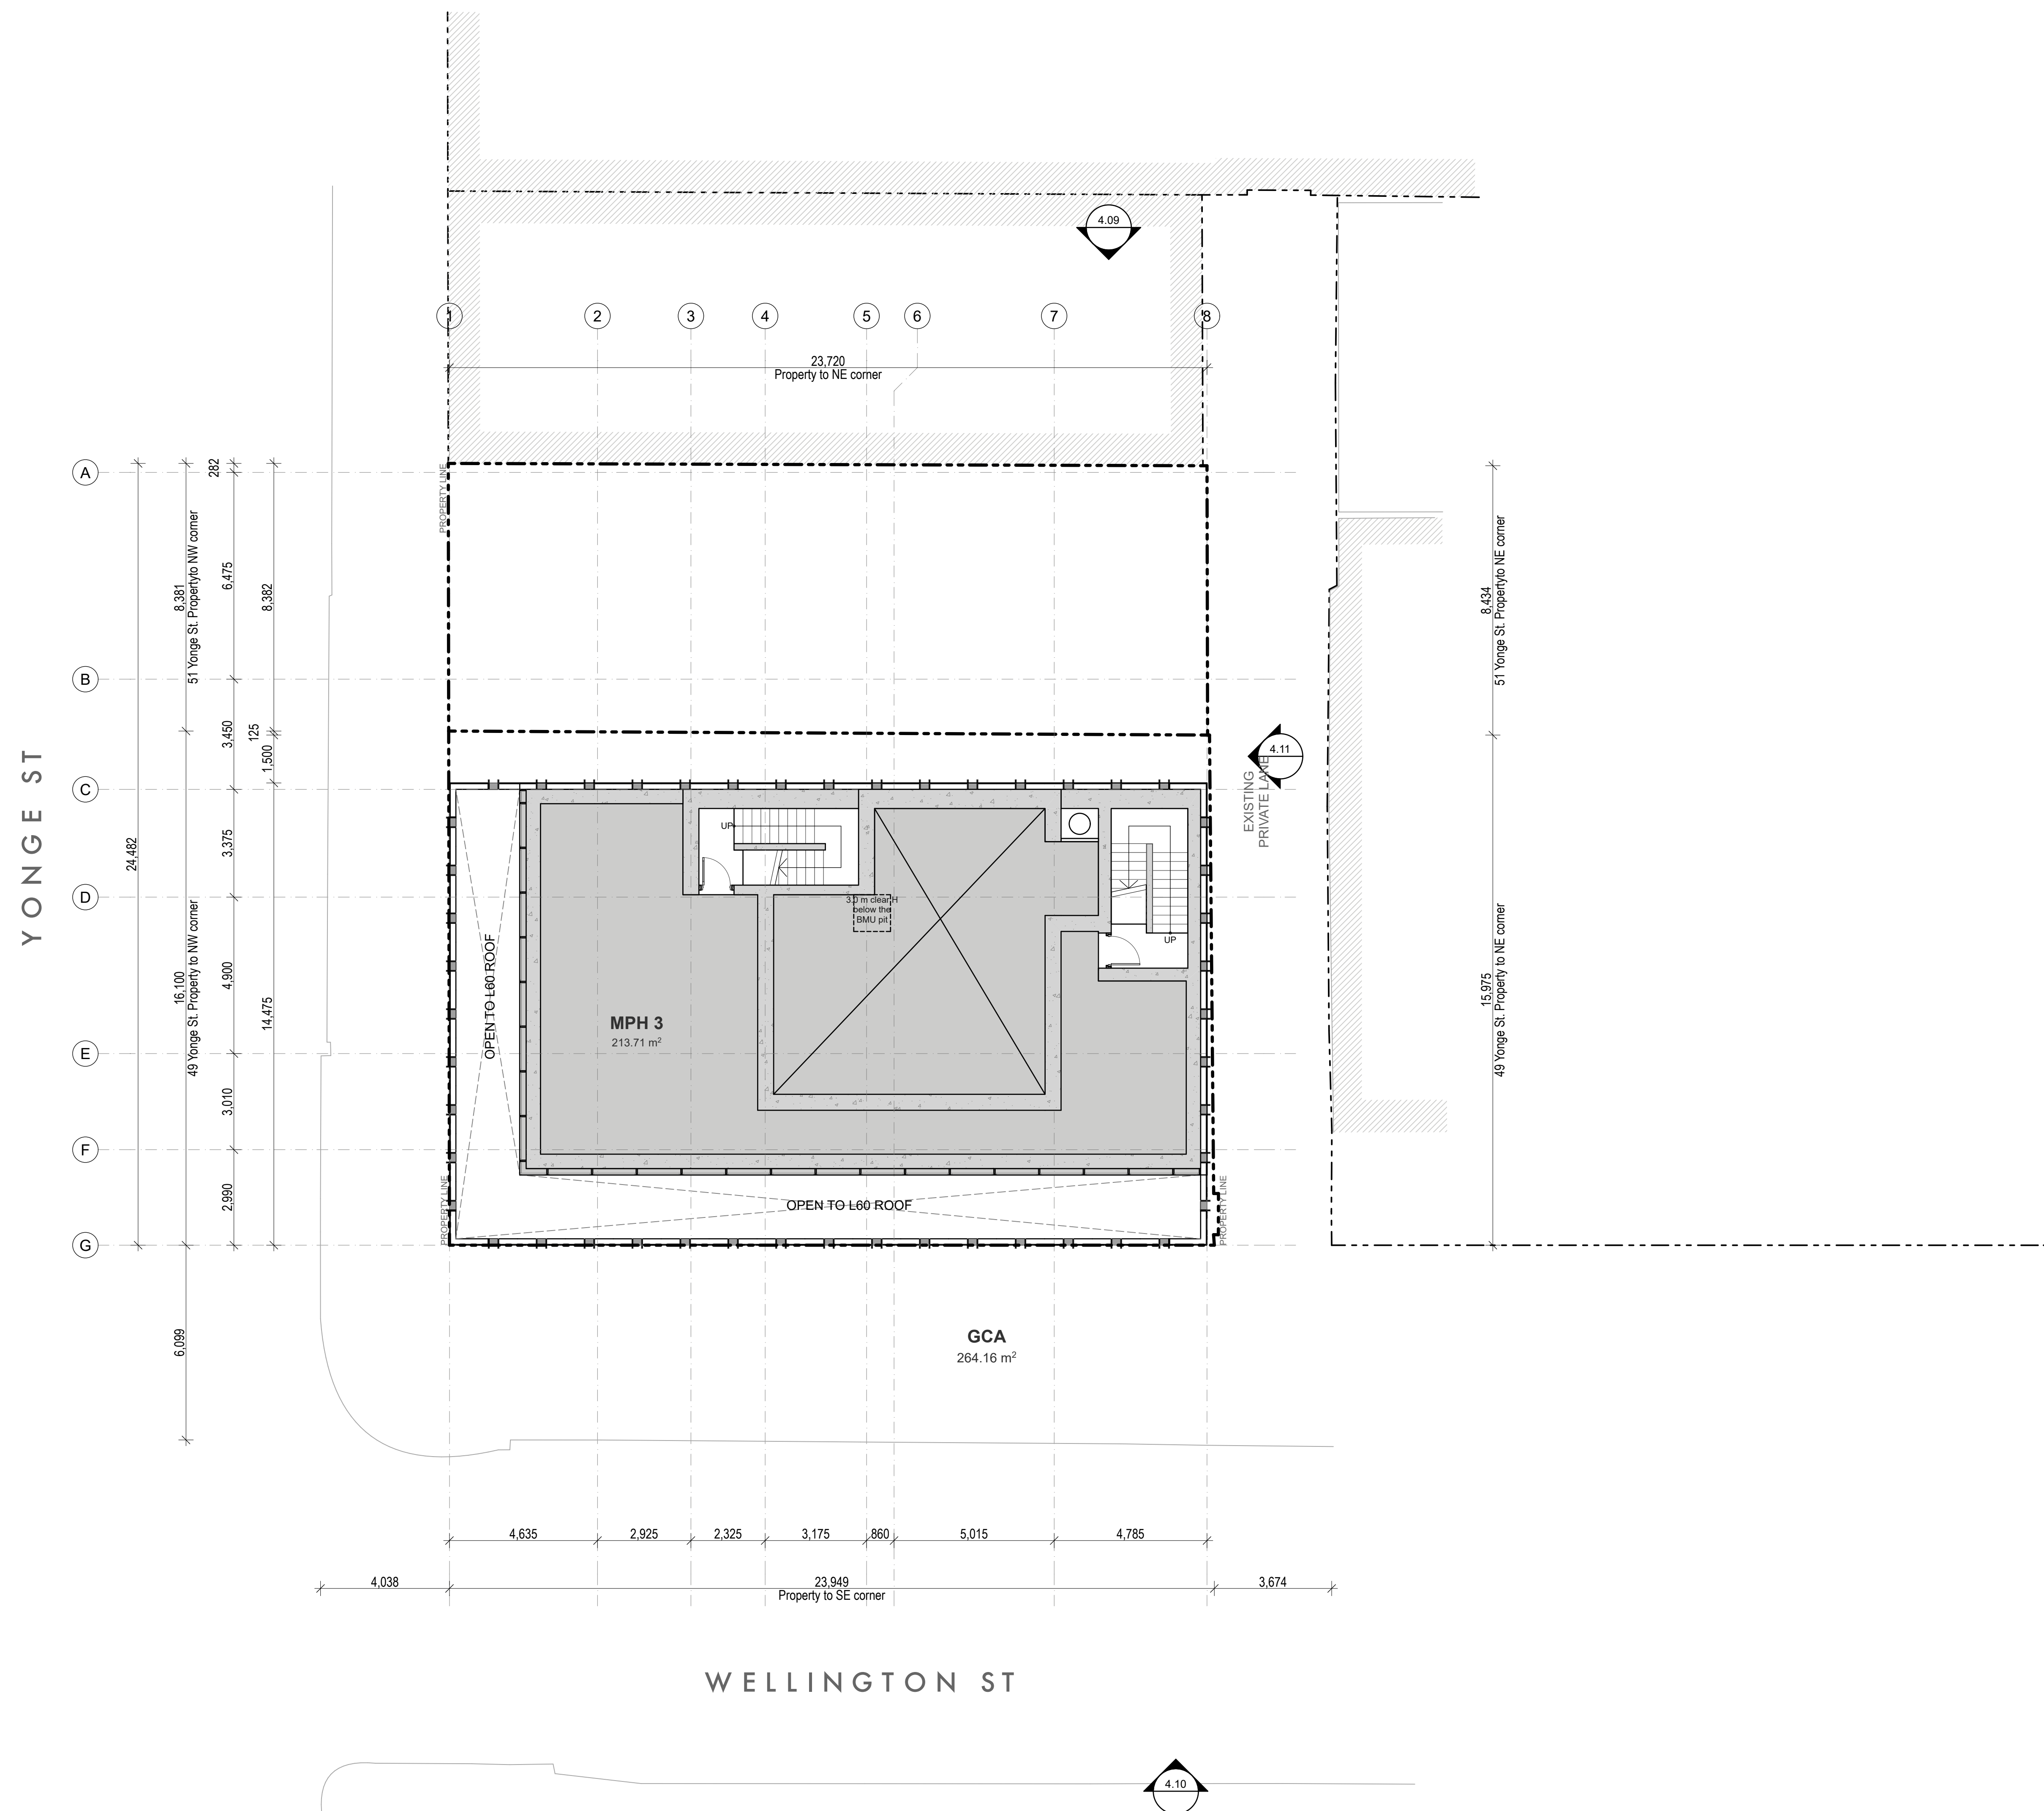 4.09
1
2
3
4
5
6
7
8
23,720
Property to NE corner
A
B
C
D
E
F
G
YONGE ST
24,482
8,381
51 Yonge St. Propertyto NW corner
16,100
49 Yonge St. Property to NW corner
6,099
282
6,475
3,450
3,375
4,900
3,010
2,990
8,382
125
1,500
14,475
PROPERTY LINE
8,434
51 Yonge St. Propertyto NE corner
15,975
49 Yonge St. Property to NE corner
4.11
EXISTING
PRIVATE LANE
UP
3.0 m clear H
below the
BMU pit
UP
OPEN TO L60 ROOF
MPH 3
213.71 m²
PROPERTY LINE
OPEN TO L60 ROOF
PROPERTY LINE
GCA
264.16 m²
4,635
2,925
2,325
3,175
860
5,015
4,785
4,038
23,949
Property to SE corner
3,674
WELLINGTON ST
4.10